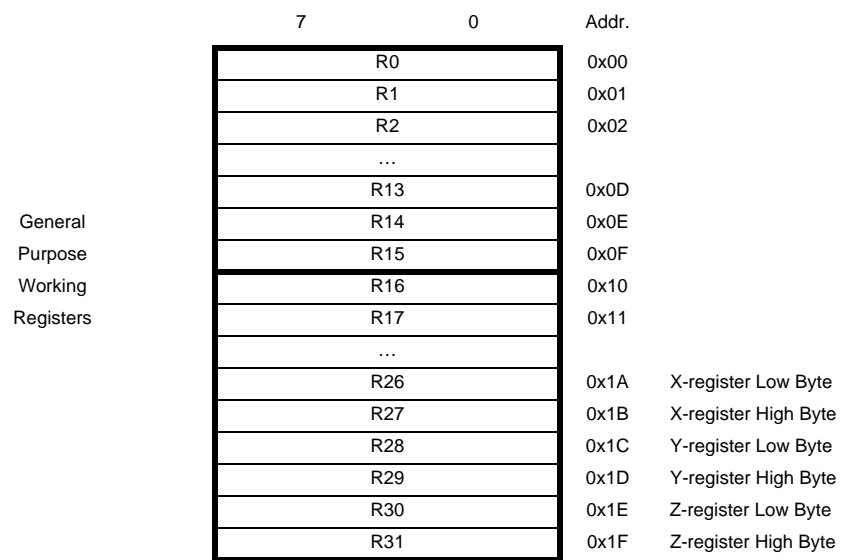 7 0 Addr.
R0 0x00
R1 0x01
R2 0x02
...
R13 0x0D
General R14 0x0E
Purpose R15 0x0F
Working R16 0x10
Registers R17 0x11
...
R26 0x1A X-register Low Byte
R27 0x1B X-register High Byte
R28 0x1C Y-register Low Byte
R29 0x1D Y-register High Byte
R30 0x1E Z-register Low Byte
R31 0x1F Z-register High Byte